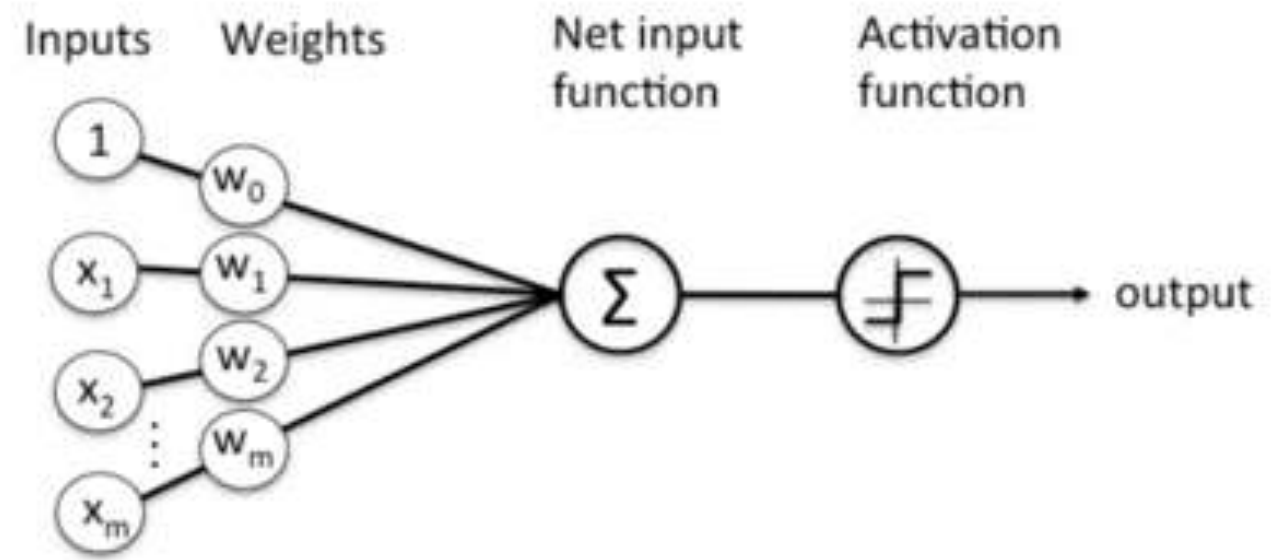 Inputs Weights Net input function Activation function
1
w₀
x₁ w₁
x₂ w₂
⋮
wₘ
xₘ
Σ
output